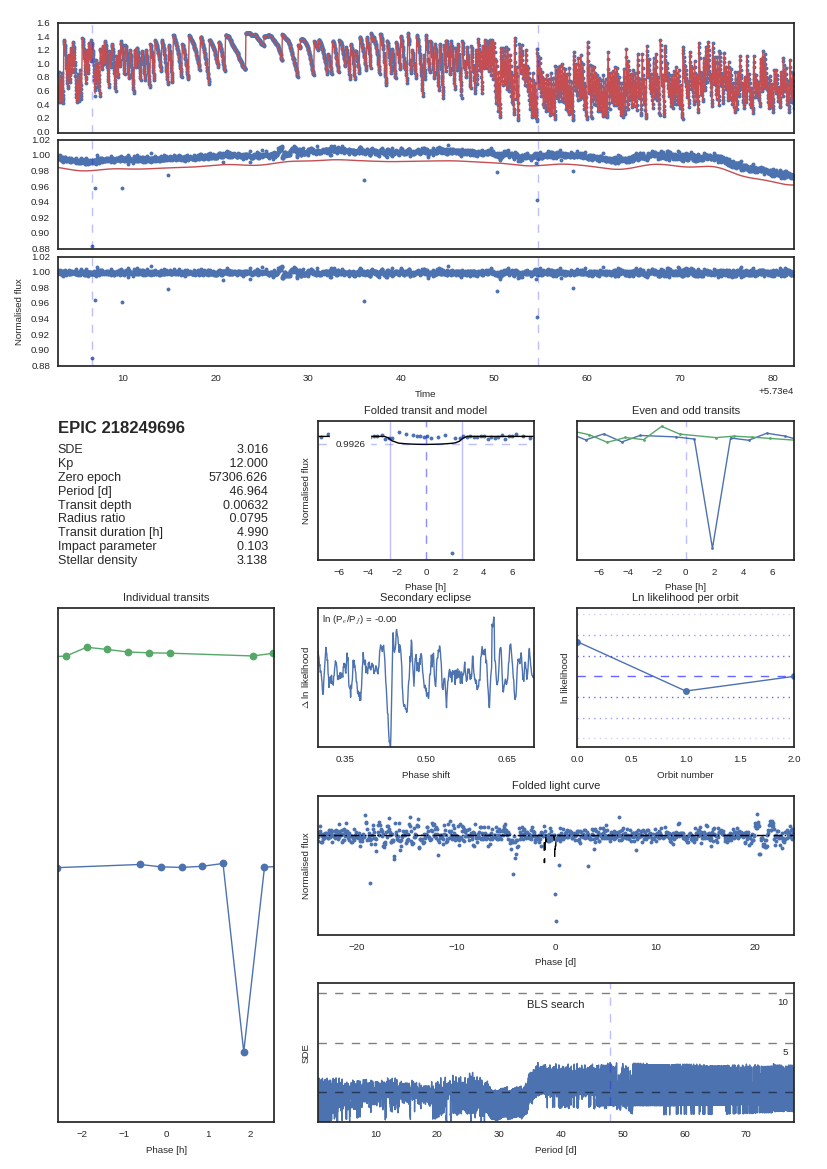 1.6
1.4
1.2
1.0
0.8
0.6
0.4
0.2
0.0
1.02
1.00
0.98
0.96
0.94
0.92
0.90
0.88
1.02
1.00
0.98
0.96
0.94
0.92
0.90
0.88
Normalised flux
10 20 30 40 50 60 70 80
Time
+5.73e4
EPIC 218249696
SDE 3.016
Kp 12.000
Zero epoch 57306.626
Period [d] 46.964
Transit depth 0.00632
Radius ratio 0.0795
Transit duration [h] 4.990
Impact parameter 0.103
Stellar density 3.138
Folded transit and model
Normalised flux
0.9926
−6 −4 −2 0 2 4 6
Phase [h]
Even and odd transits
−6 −4 −2 0 2 4 6
Phase [h]
Individual transits
−2 −1 0 1 2
Phase [h]
Secondary eclipse
Δ ln likelihood
0.35 0.50 0.65
Phase shift
Ln likelihood per orbit
ln likelihood
0.0 0.5 1.0 1.5 2.0
Orbit number
Folded light curve
Normalised flux
−20 −10 0 10 20
Phase [d]
BLS search
SDE
10
5
10 20 30 40 50 60 70
Period [d]